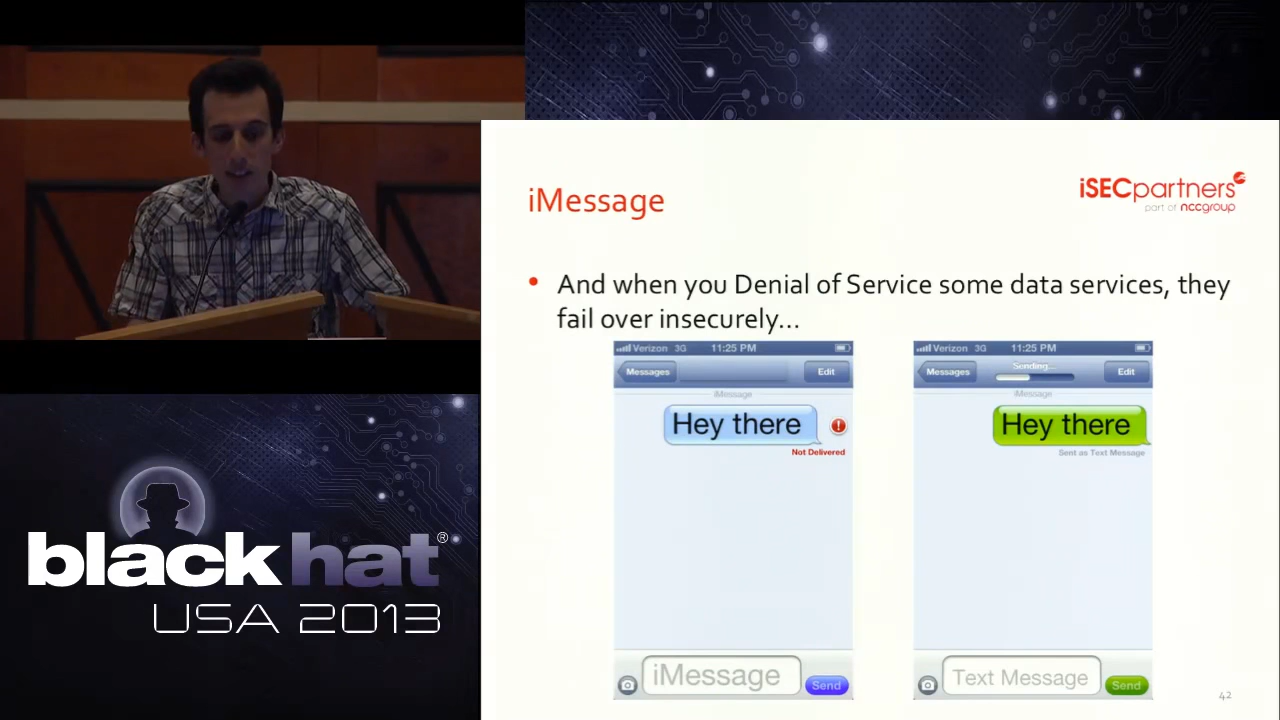 iMessage
iSECpartners
part of nccgroup
• And when you Denial of Service some data services, they
fail over insecurely...
Verizon 3G 11:25 PM
Messages Edit
iMessage
Hey there
!
Not Delivered
iMessage
Send
Verizon 3G 11:25 PM
Messages Sending... Edit
iMessage
Hey there
Sent as Text Message
Text Message
Send
42
blackhat®
USA 2013